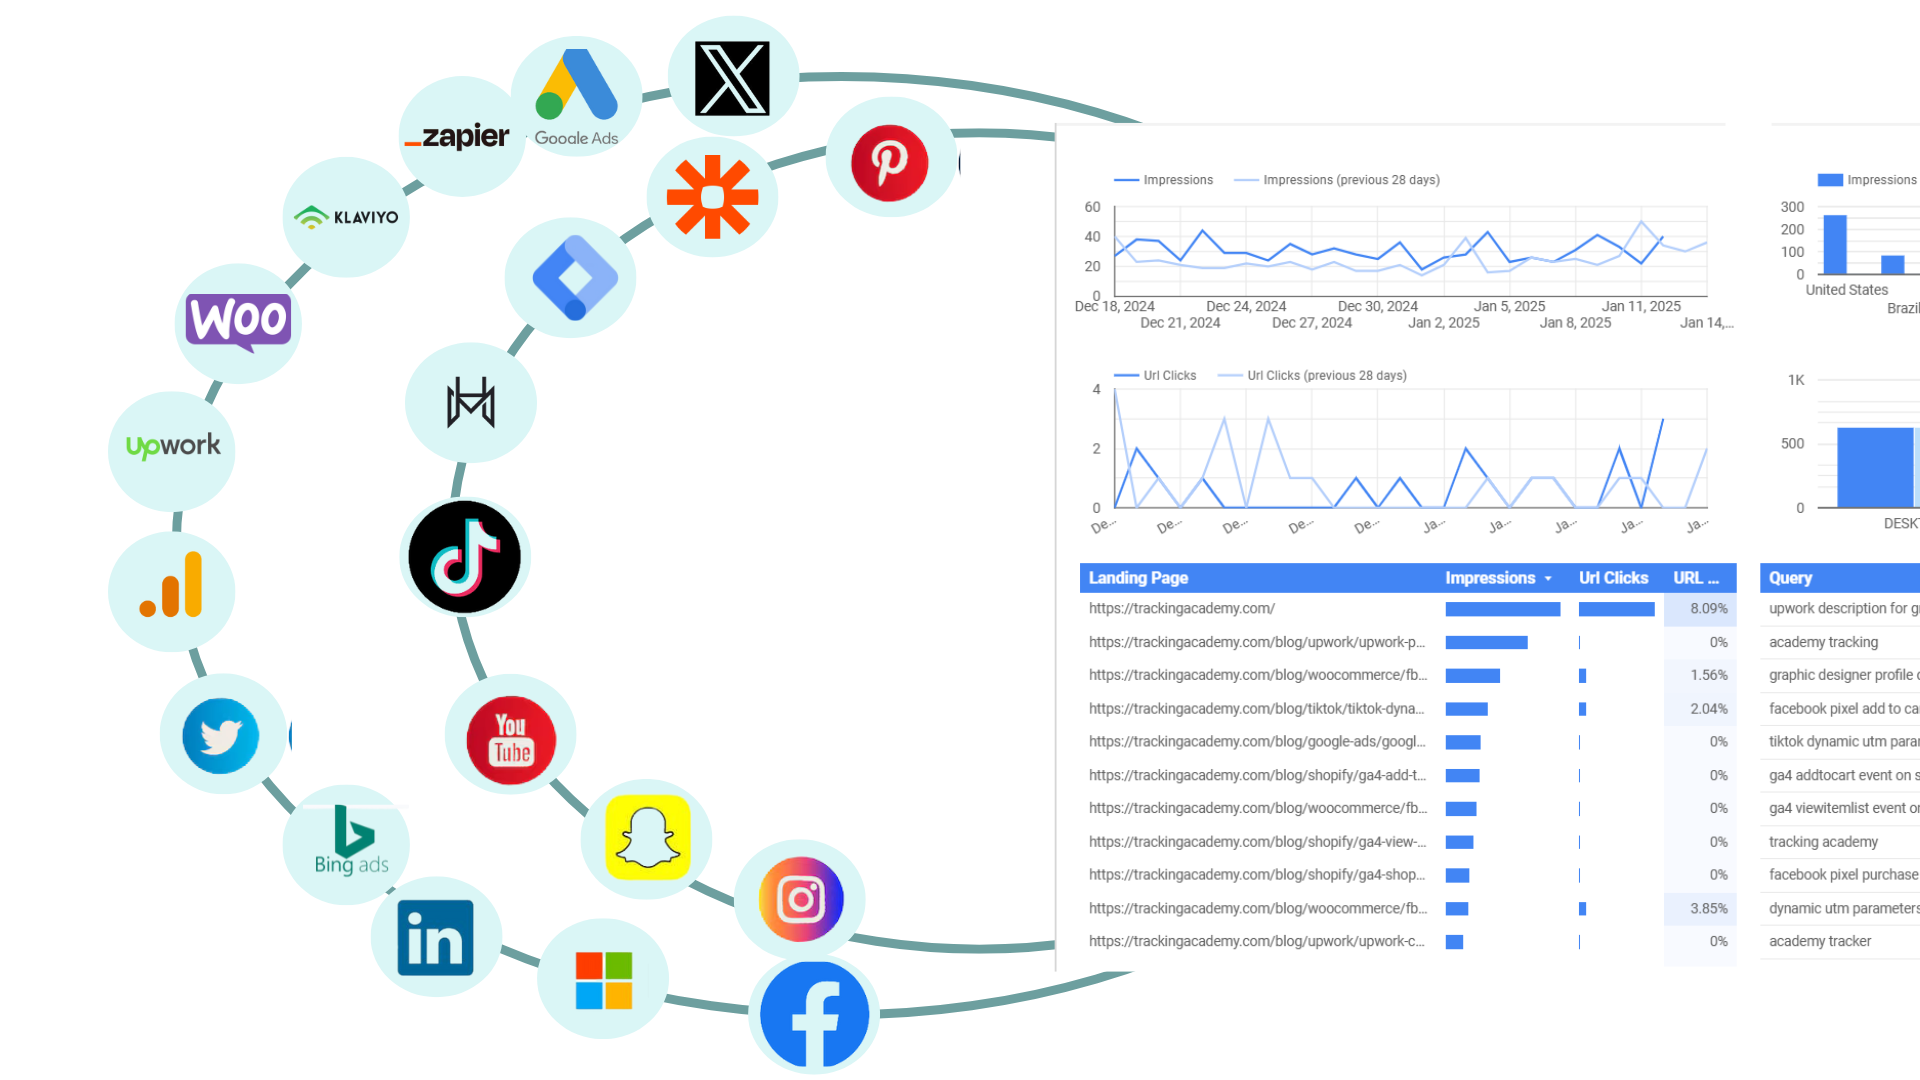 Google Ads
zapier
KLAVIYO
WOO
upwork
You
Tube
Bing ads
in
Impressions
Impressions (previous 28 days)
60
40
20
0
Dec 18, 2024
Dec 24, 2024
Dec 30, 2024
Jan 5, 2025
Jan 11, 2025
Dec 21, 2024
Dec 27, 2024
Jan 2, 2025
Jan 8, 2025
Jan 14,...
Impressions
300
200
100
0
United States
Brazil
Url Clicks
Url Clicks (previous 28 days)
4
2
0
De...
De...
De...
De...
De...
Ja...
Ja...
Ja...
Ja...
Ja...
1K
500
0
DESKT
Landing Page Impressions Url Clicks URL ...
https://trackingacademy.com/ 8.09%
https://trackingacademy.com/blog/upwork/upwork-p... 0%
https://trackingacademy.com/blog/woocommerce/fb... 1.56%
https://trackingacademy.com/blog/tiktok/tiktok-dyna... 2.04%
https://trackingacademy.com/blog/google-ads/googl... 0%
https://trackingacademy.com/blog/shopify/ga4-add-t... 0%
https://trackingacademy.com/blog/woocommerce/fb... 0%
https://trackingacademy.com/blog/shopify/ga4-view-... 0%
https://trackingacademy.com/blog/shopify/ga4-shop... 0%
https://trackingacademy.com/blog/woocommerce/fb... 3.85%
https://trackingacademy.com/blog/upwork/upwork-c... 0%
Query
upwork description for g
academy tracking
graphic designer profile
facebook pixel add to ca
tiktok dynamic utm para
ga4 addtocart event on s
ga4 viewitemlist event o
tracking academy
facebook pixel purchase
dynamic utm parameters
academy tracker